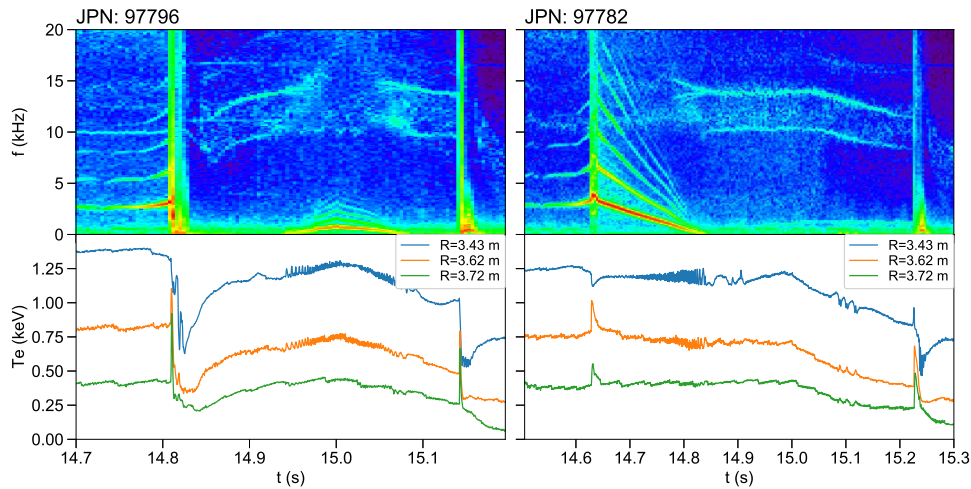 JPN: 97796
JPN: 97782
20
15
10
5
0
f (kHz)
R=3.43 m
R=3.62 m
R=3.72 m
R=3.43 m
R=3.62 m
R=3.72 m
1.25
1.00
0.75
0.50
0.25
0.00
Te (keV)
14.7 14.8 14.9 15.0 15.1
14.6 14.7 14.8 14.9 15.0 15.1 15.2 15.3
t (s)
t (s)